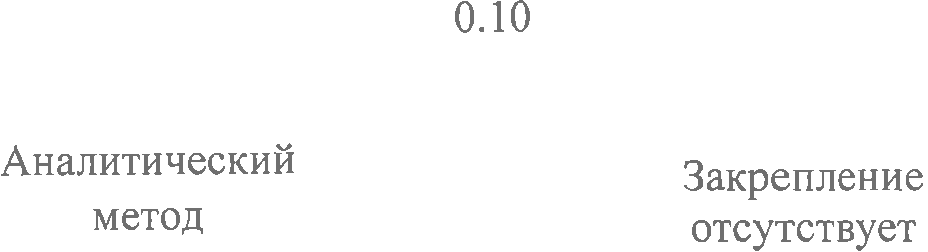 0.10
Аналитический
метод
Закрепление
отсутствует